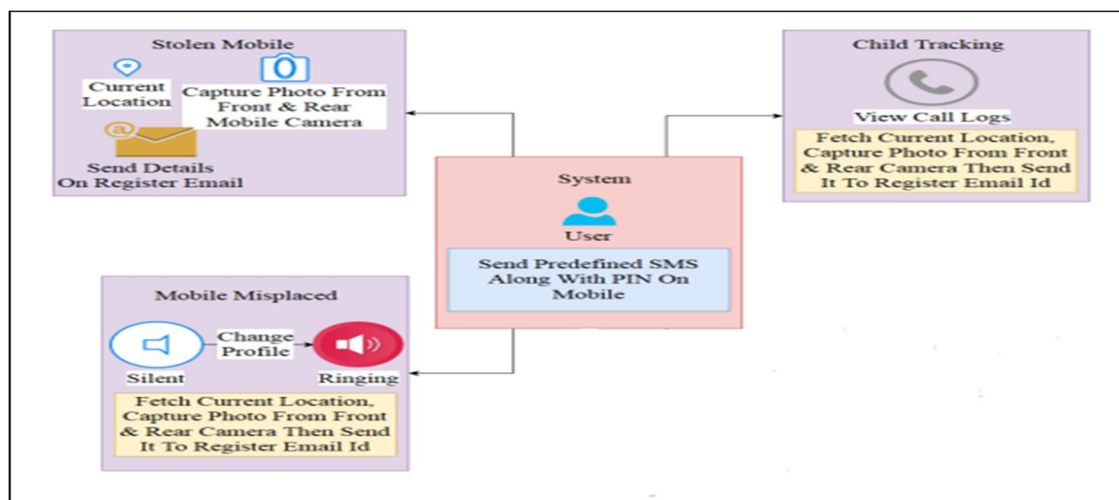 Stolen Mobile
Current
Location
Capture Photo From
Front & Rear
Mobile Camera
Send Details
On Register Email
Child Tracking
View Call Logs
Fetch Current Location,
Capture Photo From Front
& Rear Camera Then Send
It To Register Email Id
System
User
Send Predefined SMS
Along With PIN On
Mobile
Mobile Misplaced
Change
Profile
Silent
Ringing
Fetch Current Location,
Capture Photo From Front
& Rear Camera Then Send
It To Register Email Id